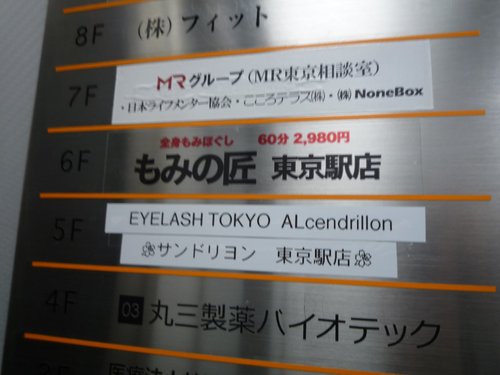 8F (株)フィット
7F MRグループ(MR東京相談室)
・日本ライフメンター協会・こころテラス(株)・(株)NoneBox
全身もみほぐし 60分 2,980円
6F もみの匠 東京駅店
5F EYELASH TOKYO ALcendrillon
❀サンドリヨン 東京駅店❀
4F 03 丸三製薬バイオテック